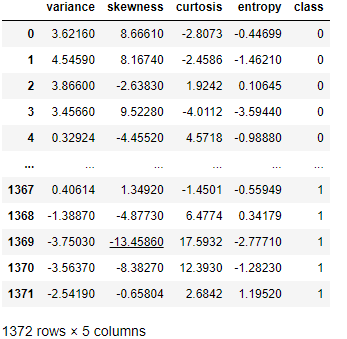 variance skewness curtosis entropy class
0 3.62160 8.66610 -2.8073 -0.44699 0
1 4.54590 8.16740 -2.4586 -1.46210 0
2 3.86600 -2.63830 1.9242 0.10645 0
3 3.45660 9.52280 -4.0112 -3.59440 0
4 0.32924 -4.45520 4.5718 -0.98880 0
... ... ... ... ... ...
1367 0.40614 1.34920 -1.4501 -0.55949 1
1368 -1.38870 -4.87730 6.4774 0.34179 1
1369 -3.75030 -13.45860 17.5932 -2.77710 1
1370 -3.56370 -8.38270 12.3930 -1.28230 1
1371 -2.54190 -0.65804 2.6842 1.19520 1
1372 rows × 5 columns